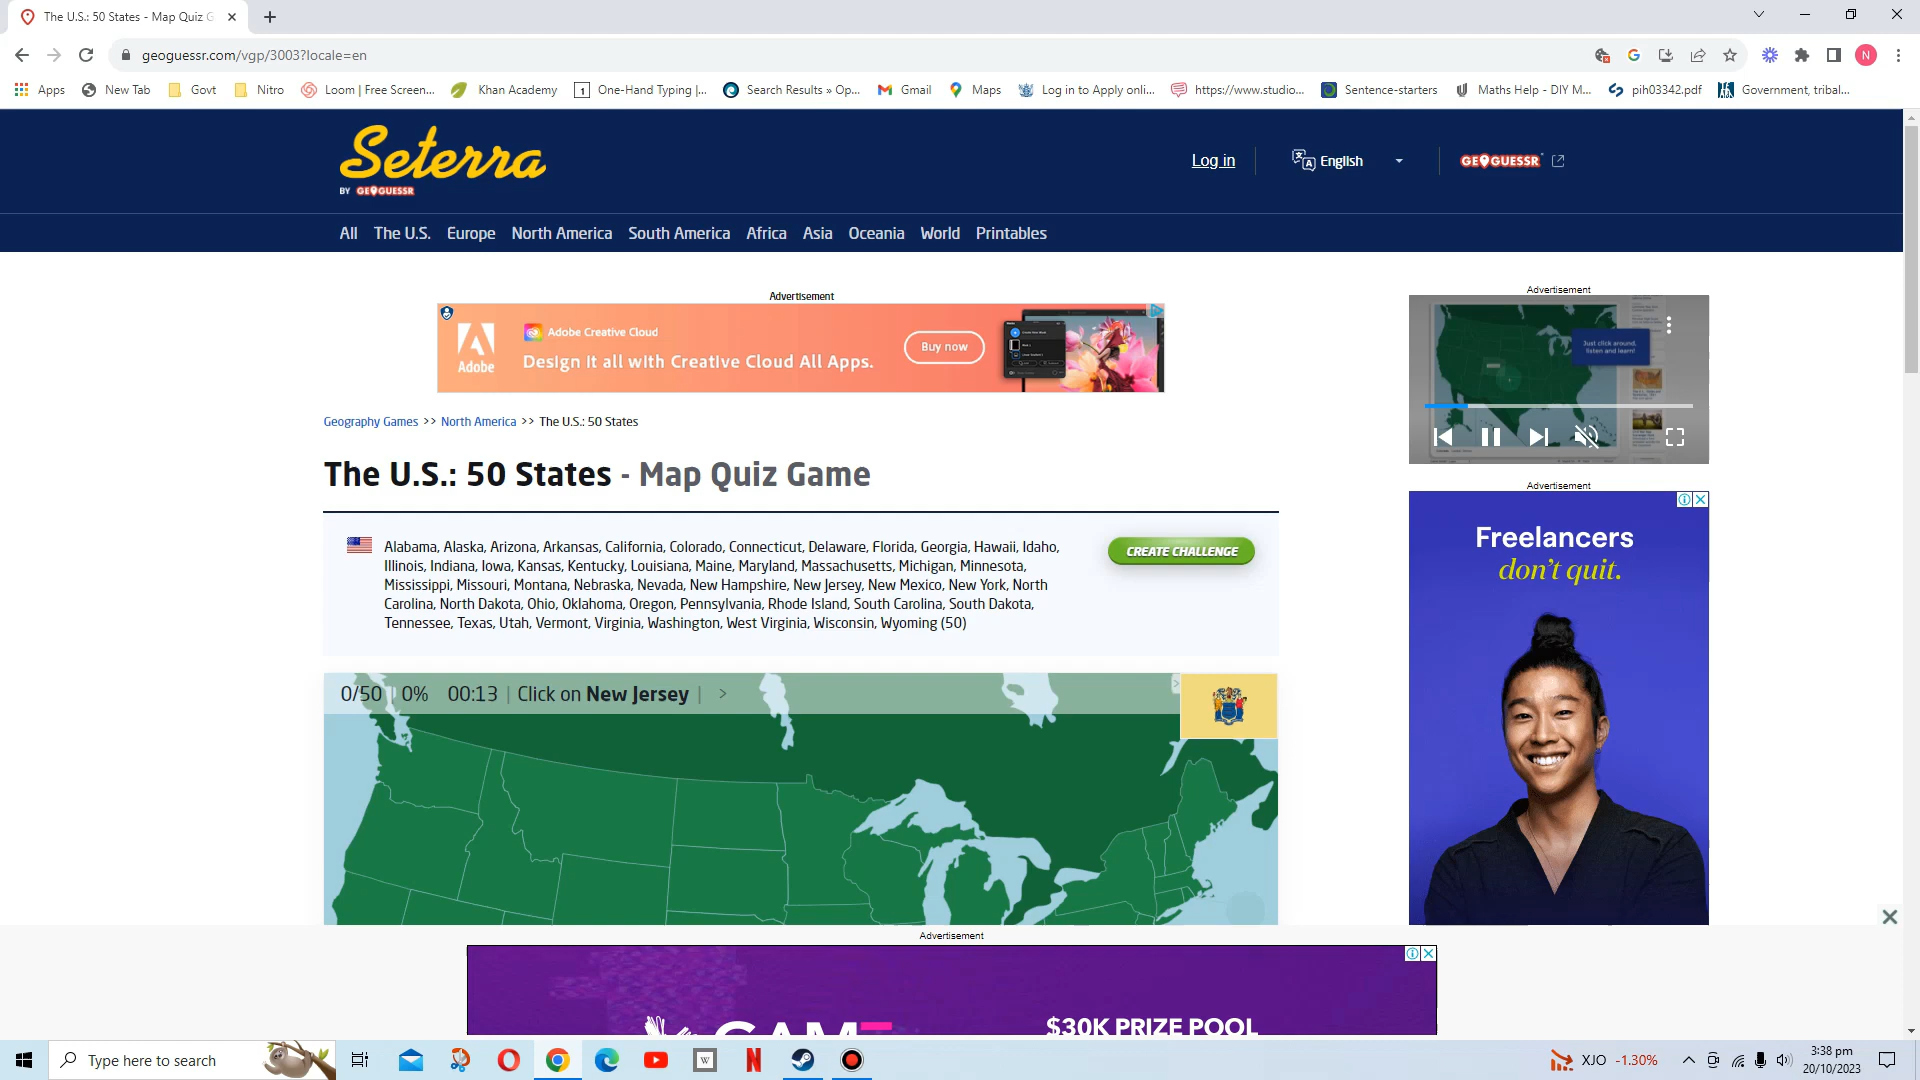 The U.S.: 50 States - Map Quiz G
geoguessr.com/vgp/3003?locale=en
N
Apps
New Tab
Govt
Nitro
Loom | Free Screen...
Khan Academy
One-Hand Typing |...
Search Results » Op...
Gmail
Maps
Log in to Apply onli...
https://www.studio...
Sentence-starters
Maths Help - DIY M...
pih03342.pdf
Government, tribal...
Seterra
BY GEOGUESSR
Log in
English
GEOGUESSR
All The U.S. Europe North America South America Africa Asia Oceania World Printables
Advertisement
Adobe
Adobe Creative Cloud
Design it all with Creative Cloud All Apps.
Buy now
Advertisement
Just click around,
listen and learn!
Geography Games >> North America >> The U.S.: 50 States
The U.S.: 50 States - Map Quiz Game
Alabama, Alaska, Arizona, Arkansas, California, Colorado, Connecticut, Delaware, Florida, Georgia, Hawaii, Idaho,
Illinois, Indiana, Iowa, Kansas, Kentucky, Louisiana, Maine, Maryland, Massachusetts, Michigan, Minnesota,
Mississippi, Missouri, Montana, Nebraska, Nevada, New Hampshire, New Jersey, New Mexico, New York, North
Carolina, North Dakota, Ohio, Oklahoma, Oregon, Pennsylvania, Rhode Island, South Carolina, South Dakota,
Tennessee, Texas, Utah, Vermont, Virginia, Washington, West Virginia, Wisconsin, Wyoming (50)
CREATE CHALLENGE
0/50 | 0% 00:13 | Click on New Jersey | >
Advertisement
Freelancers
don't quit.
Advertisement
$30K PRIZE POOL
Type here to search
W
N
XJO -1.30%
3:38 pm
20/10/2023